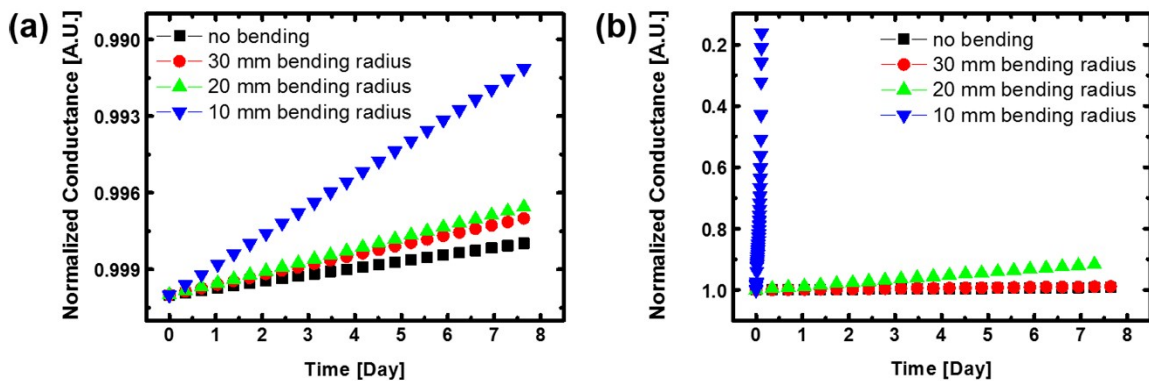 (a)
Normalized Conductance [A.U.]
0.990
0.993
0.996
0.999
no bending
30 mm bending radius
20 mm bending radius
10 mm bending radius
0 1 2 3 4 5 6 7 8
Time [Day]
(b)
Normalized Conductance [A.U.]
0.2
0.4
0.6
0.8
1.0
no bending
30 mm bending radius
20 mm bending radius
10 mm bending radius
0 1 2 3 4 5 6 7 8
Time [Day]